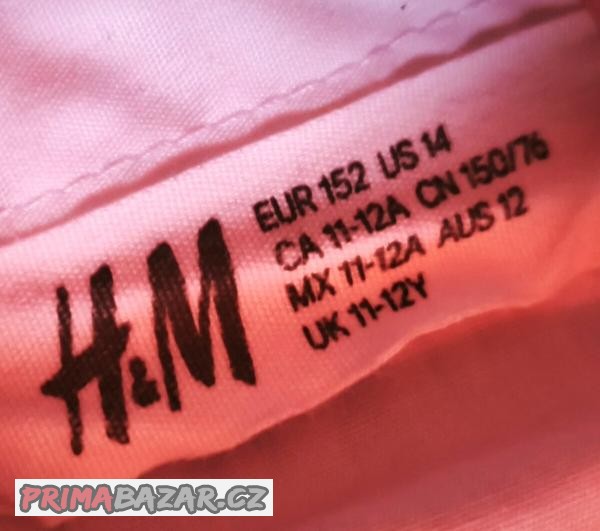 H&M
EUR 152 US 14
CA 11-12A CN 150/76
MX 11-12A AUS 12
UK 11-12Y
PRIMABAZAR.CZ